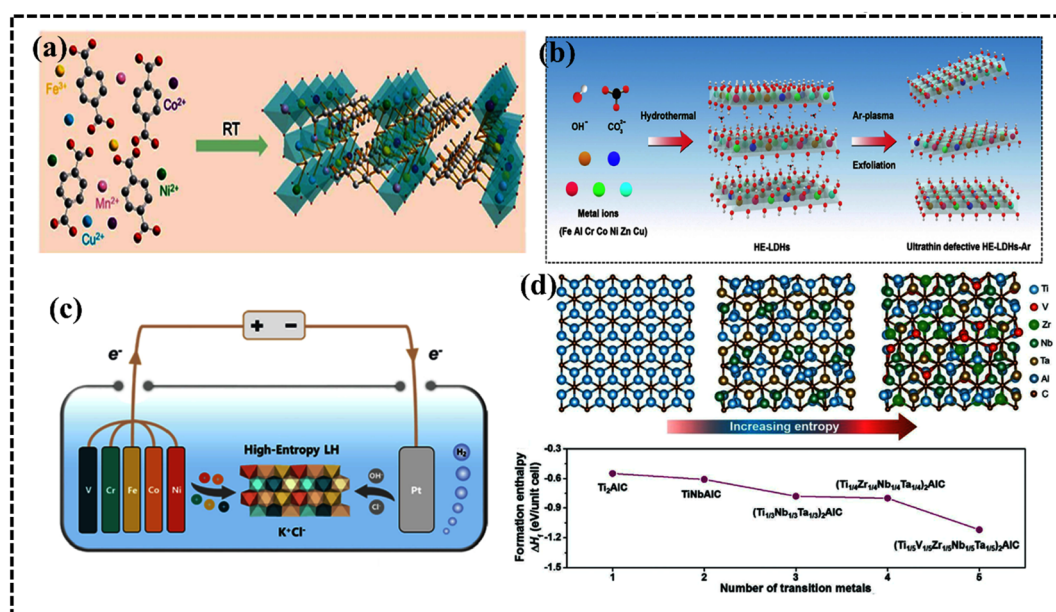 (a)
Fe³⁺
Co²⁺
RT
Ni²⁺
Mn²⁺
Cu²⁺
(b)
OH⁻ CO₃²⁻
Metal ions
(Fe Al Cr Co Ni Zn Cu)
Hydrothermal
HE-LDHs
Ar-plasma
Exfoliation
Ultrathin defective HE-LDHs-Ar
(c)
+ −
e⁻ e⁻
High-Entropy LH
V Cr Fe Co Ni
OH⁻
Cl⁻
Pt
H₂
K⁺Cl⁻
(d)
Ti
V
Zr
Nb
Ta
Al
C
Increasing entropy
Formation enthalpy
ΔHf (eV/unit cell)
-0.3
-0.6
-0.9
-1.2
-1.5
Ti₂AlC
TiNbAlC
(Ti₁/₃Nb₁/₃Ta₁/₃)₂AlC
(Ti₁/₄Zr₁/₄Nb₁/₄Ta₁/₄)₂AlC
(Ti₁/₅V₁/₅Zr₁/₅Nb₁/₅Ta₁/₅)₂AlC
1 2 3 4 5
Number of transition metals